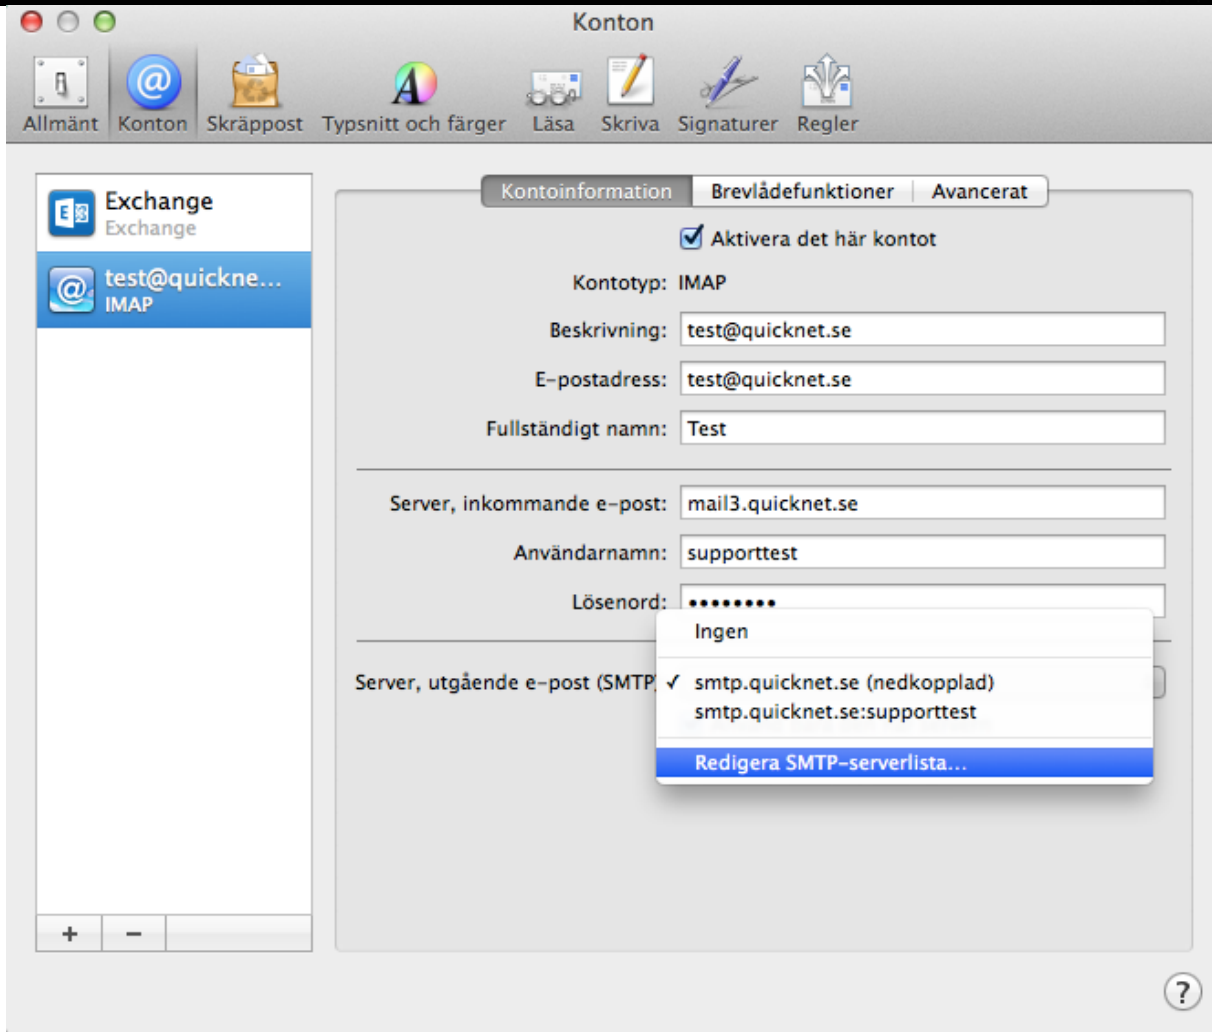 Konton
Allmänt Konton Skräppost Typsnitt och färger Läsa Skriva Signaturer Regler
Exchange
Exchange
test@quickne...
IMAP
Kontoinformation Brevlådefunktioner Avancerat
Aktivera det här kontot
Kontotyp: IMAP
Beskrivning: test@quicknet.se
E-postadress: test@quicknet.se
Fullständigt namn: Test
Server, inkommande e-post: mail3.quicknet.se
Användarnamn: supporttest
Lösenord: ••••••••
Ingen
Server, utgående e-post (SMTP) ✓ smtp.quicknet.se (nedkopplad)
smtp.quicknet.se:supporttest
Redigera SMTP-serverlista...
+ −
?